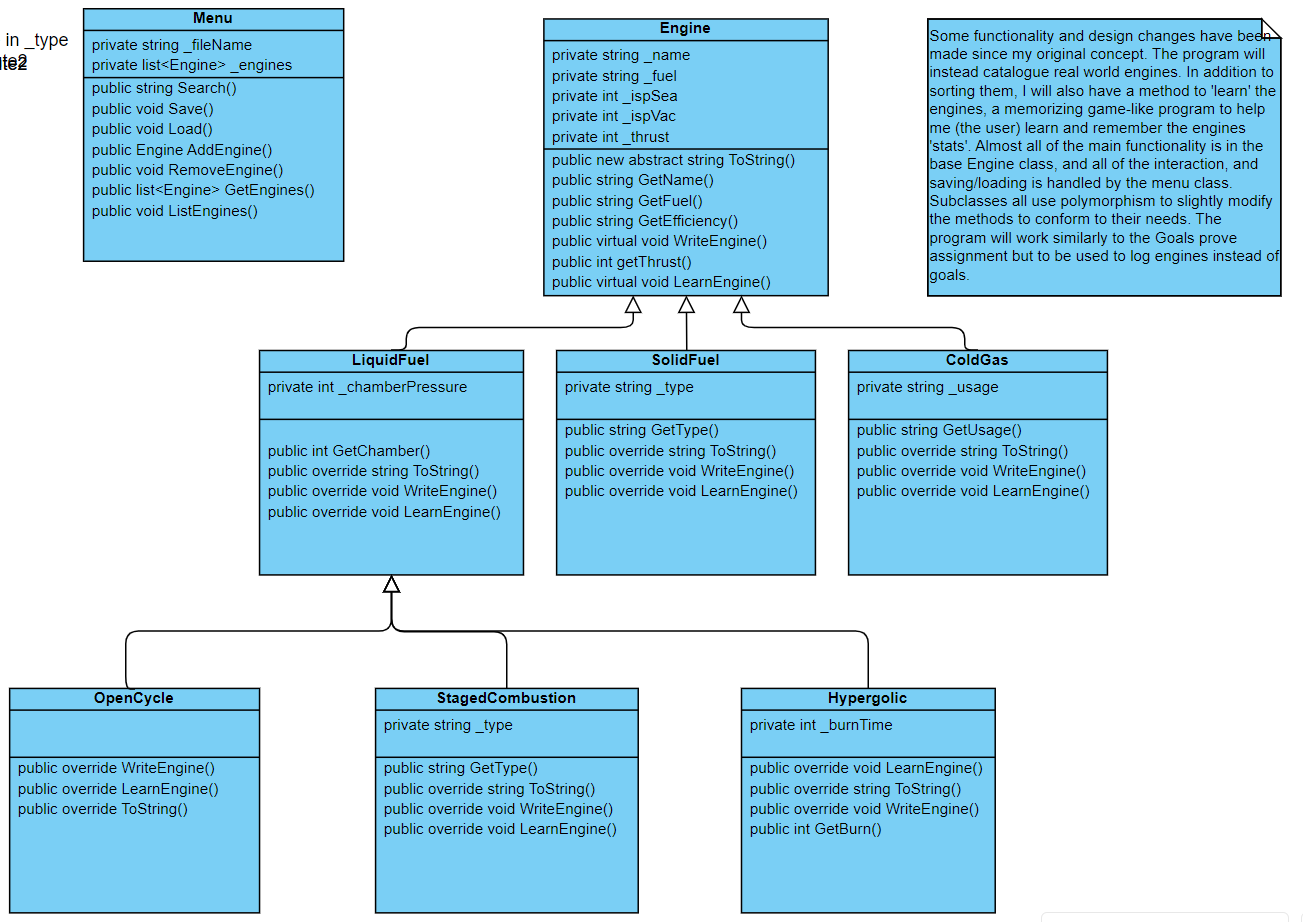 in _type
Menu
private string _fileName
private list<Engine> _engines
public string Search()
public void Save()
public void Load()
public Engine AddEngine()
public void RemoveEngine()
public list<Engine> GetEngines()
public void ListEngines()
Engine
private string _name
private string _fuel
private int _ispSea
private int _ispVac
private int _thrust
public new abstract string ToString()
public string GetName()
public string GetFuel()
public string GetEfficiency()
public virtual void WriteEngine()
public int getThrust()
public virtual void LearnEngine()
Some functionality and design changes have been
made since my original concept. The program will
instead catalogue real world engines. In addition to
sorting them, I will also have a method to 'learn' the
engines, a memorizing game-like program to help
me (the user) learn and remember the engines
'stats'. Almost all of the main functionality is in the
base Engine class, and all of the interaction, and
saving/loading is handled by the menu class.
Subclasses all use polymorphism to slightly modify
the methods to conform to their needs. The
program will work similarly to the Goals prove
assignment but to be used to log engines instead of
goals.
LiquidFuel
private int _chamberPressure
public int GetChamber()
public override string ToString()
public override void WriteEngine()
public override void LearnEngine()
SolidFuel
private string _type
public string GetType()
public override string ToString()
public override void WriteEngine()
public override void LearnEngine()
ColdGas
private string _usage
public string GetUsage()
public override string ToString()
public override void WriteEngine()
public override void LearnEngine()
OpenCycle
public override WriteEngine()
public override LearnEngine()
public override ToString()
StagedCombustion
private string _type
public string GetType()
public override string ToString()
public override void WriteEngine()
public override void LearnEngine()
Hypergolic
private int _burnTime
public override void LearnEngine()
public override string ToString()
public override void WriteEngine()
public int GetBurn()